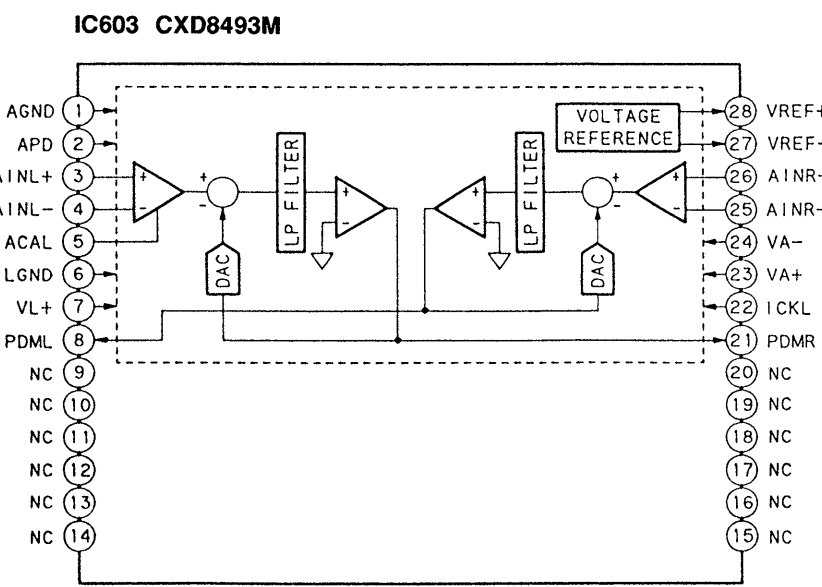 IC603 CXD8493M
AGND 1
APD 2
AINL+ 3
AINL- 4
ACAL 5
LGND 6
VL+ 7
PDML 8
NC 9
NC 10
NC 11
NC 12
NC 13
NC 14
+
-
+
-
LP FILTER
+
-
DAC
VOLTAGE
REFERENCE
LP FILTER
+
-
+
-
+
-
DAC
28 VREF+
27 VREF-
26 AINR-
25 AINR-
24 VA-
23 VA+
22 ICKL
21 PDMR
20 NC
19 NC
18 NC
17 NC
16 NC
15 NC